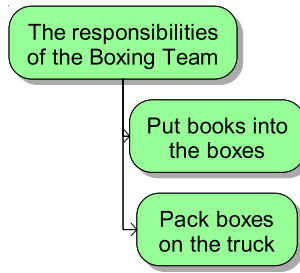 The responsibilities
of the Boxing Team
Put books into
the boxes
Pack boxes
on the truck